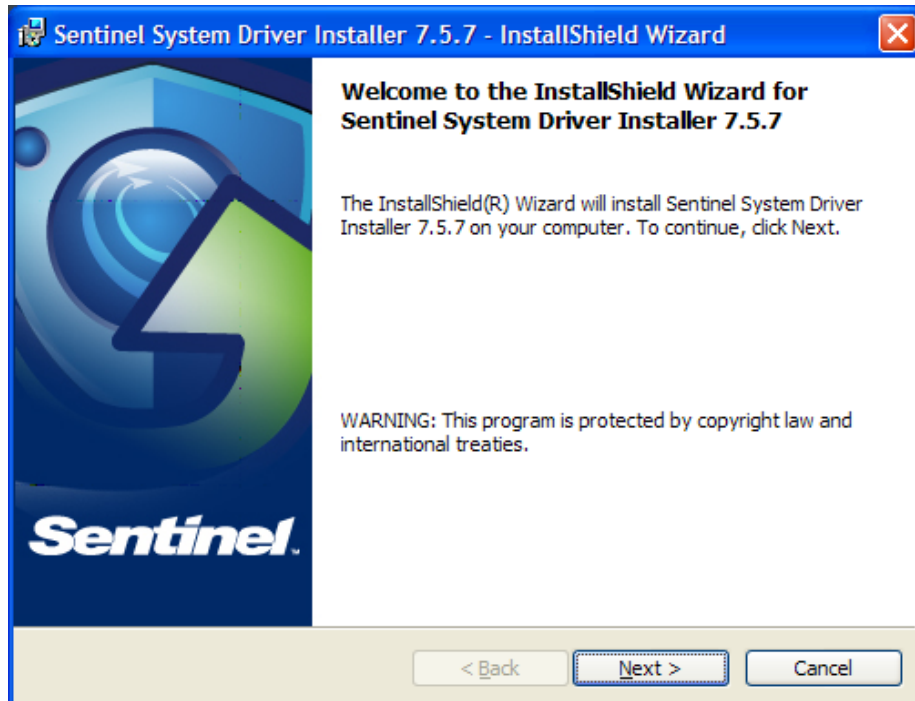 Sentinel System Driver Installer 7.5.7 - InstallShield Wizard
Welcome to the InstallShield Wizard for
Sentinel System Driver Installer 7.5.7
The InstallShield(R) Wizard will install Sentinel System Driver
Installer 7.5.7 on your computer. To continue, click Next.
WARNING: This program is protected by copyright law and
international treaties.
Sentinel™
< Back
Next >
Cancel